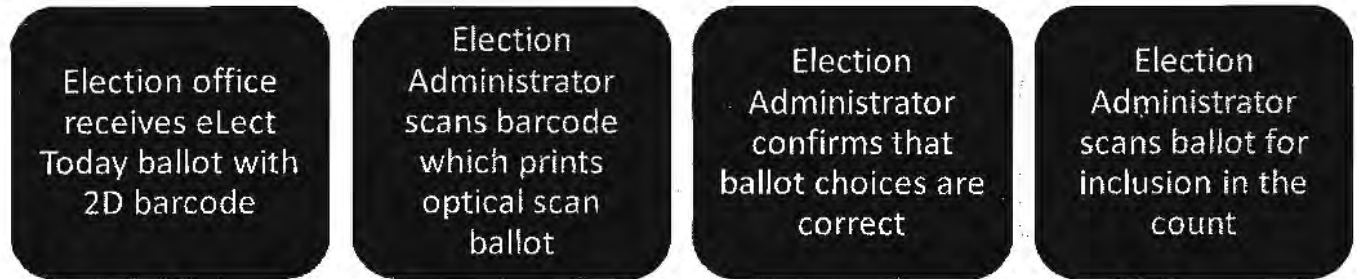 Election office
receives eLect
Today ballot with
2D barcode
Election
Administrator
scans barcode
which prints
optical scan
ballot
Election
Administrator
confirms that
ballot choices are
correct
Election
Administrator
scans ballot for
inclusion in the
count